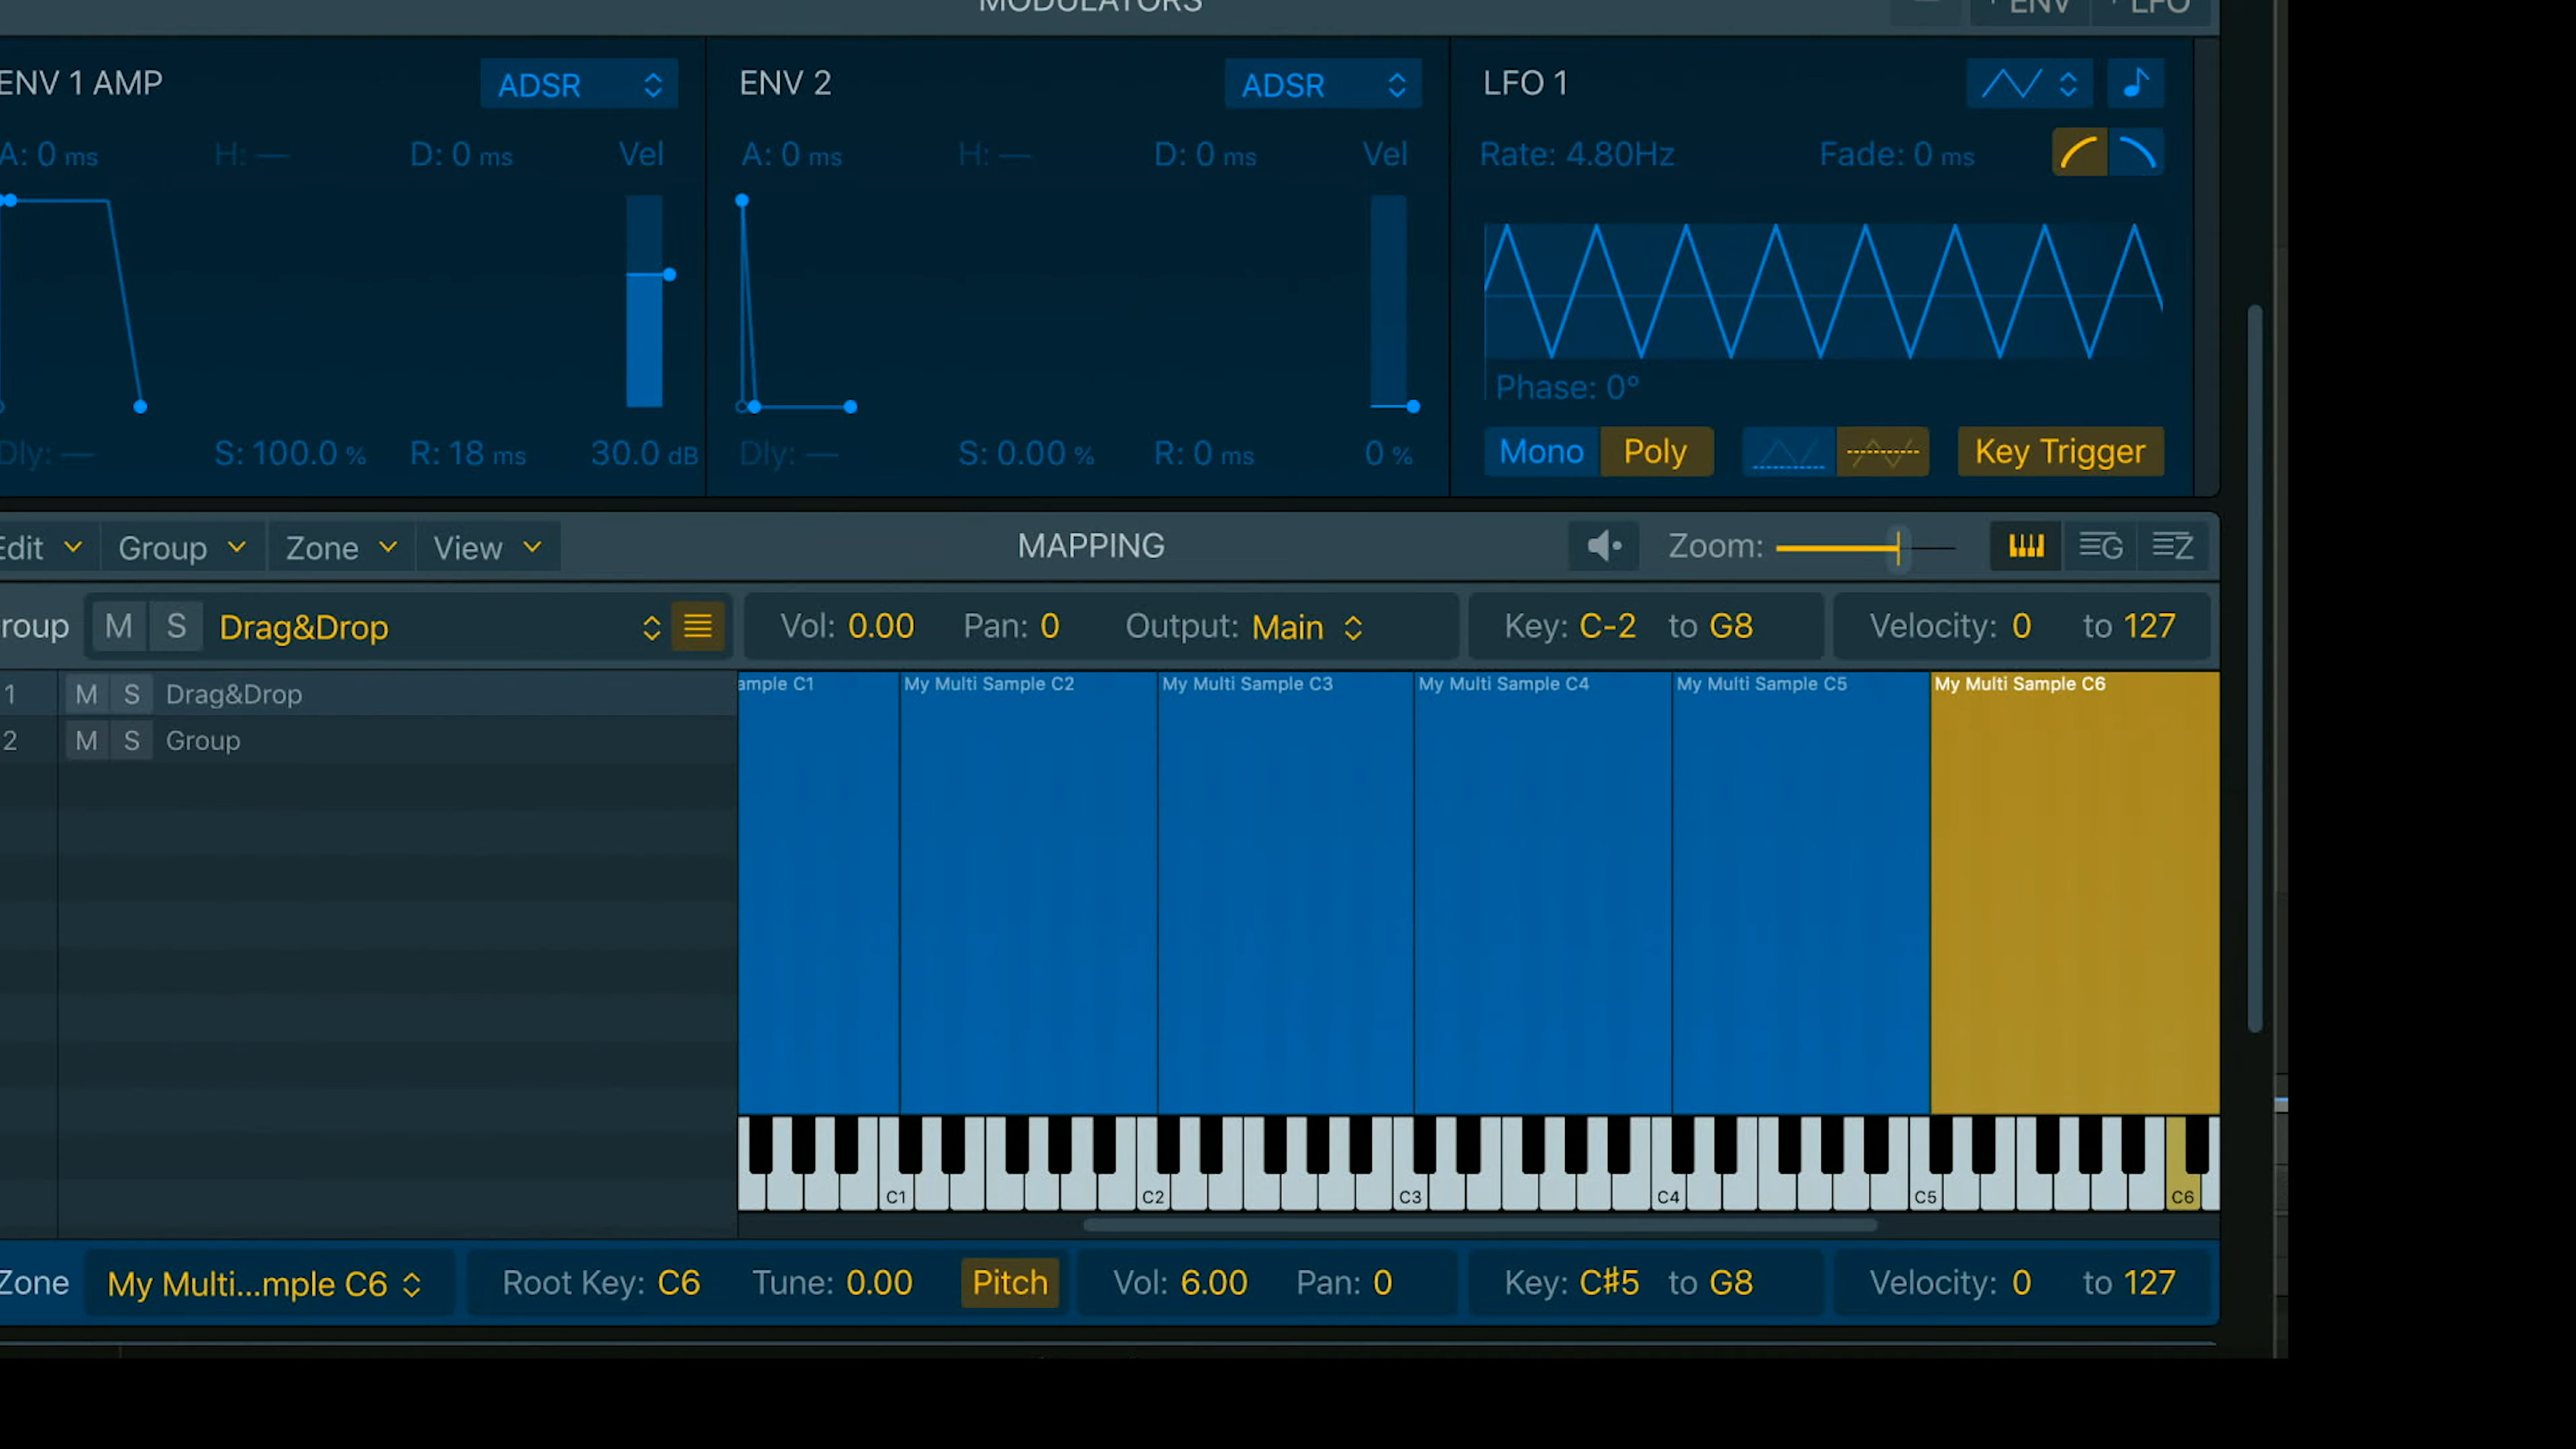 MODULATORS
+ ENV
+ LFO
ENV 1 AMP
ADSR
ENV 2
ADSR
LFO 1
A: 0 ms H: — D: 0 ms Vel
A: 0 ms H: — D: 0 ms Vel
Rate: 4.80Hz Fade: 0 ms
Phase: 0°
Dly: — S: 100.0 % R: 18 ms 30.0 dB
Dly: — S: 0.00 % R: 0 ms 0 %
Mono Poly Key Trigger
Edit Group Zone View
MAPPING
Zoom:
G
Z
roup M S Drag&Drop
Vol: 0.00 Pan: 0 Output: Main
Key: C-2 to G8
Velocity: 0 to 127
1 M S Drag&Drop
2 M S Group
ample C1
My Multi Sample C2
My Multi Sample C3
My Multi Sample C4
My Multi Sample C5
My Multi Sample C6
C1 C2 C3 C4 C5 C6
Zone My Multi...mple C6
Root Key: C6 Tune: 0.00 Pitch
Vol: 6.00 Pan: 0
Key: C♯5 to G8
Velocity: 0 to 127